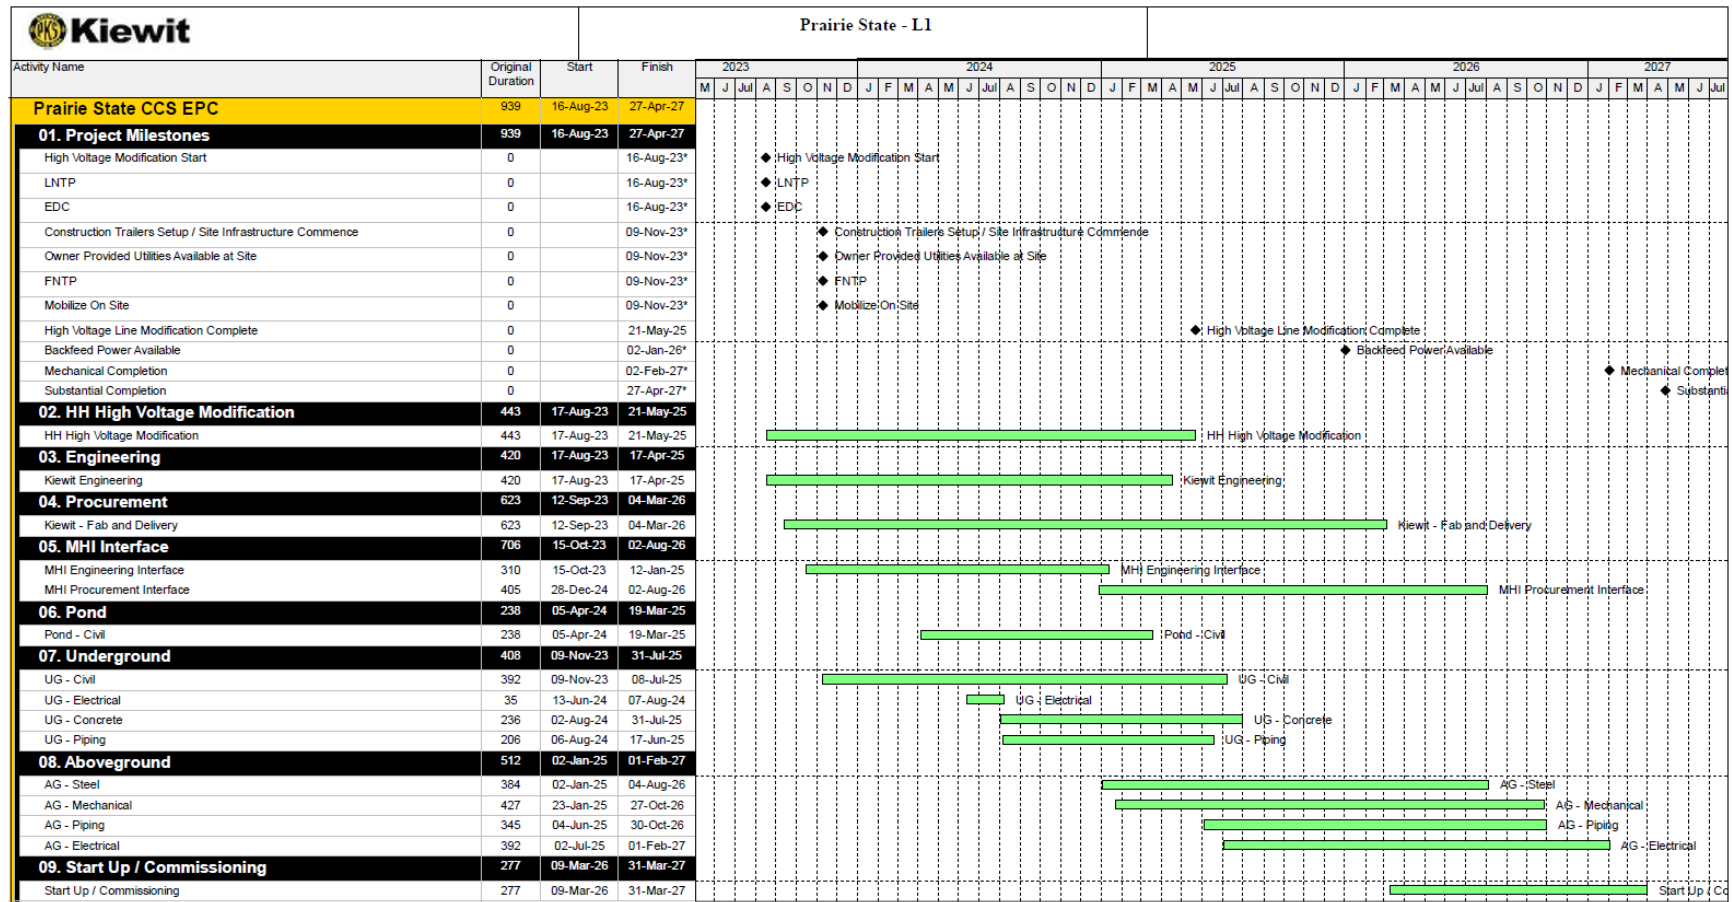 PKS Kiewit
Prairie State - L1
Activity Name Original Duration Start Finish 2023 2024 2025 2026 2027
M J Jul A S O N D J F M A M J Jul A S O N D J F M A M J Jul A S O N D J F M A M J Jul A S O N D J F M A M J Jul
Prairie State CCS EPC 939 16-Aug-23 27-Apr-27
01. Project Milestones 939 16-Aug-23 27-Apr-27
High Voltage Modification Start 0 16-Aug-23* High Voltage Modification Start
LNTP 0 16-Aug-23* LNTP
EDC 0 16-Aug-23* EDC
Construction Trailers Setup / Site Infrastructure Commence 0 09-Nov-23* Construction Trailers Setup / Site Infrastructure Commence
Owner Provided Utilities Available at Site 0 09-Nov-23* Owner Provided Utilities Available at Site
FNTP 0 09-Nov-23* FNTP
Mobilize On Site 0 09-Nov-23* Mobilize On Site
High Voltage Line Modification Complete 0 21-May-25 High Voltage Line Modification Complete
Backfeed Power Available 0 02-Jan-26* Backfeed Power Available
Mechanical Completion 0 02-Feb-27* Mechanical Complet
Substantial Completion 0 27-Apr-27* Substanti
02. HH High Voltage Modification 443 17-Aug-23 21-May-25
HH High Voltage Modification 443 17-Aug-23 21-May-25 HH High Voltage Modification
03. Engineering 420 17-Aug-23 17-Apr-25
Kiewit Engineering 420 17-Aug-23 17-Apr-25 Kiewit Engineering
04. Procurement 623 12-Sep-23 04-Mar-26
Kiewit - Fab and Delivery 623 12-Sep-23 04-Mar-26 Kiewit - Fab and Delivery
05. MHI Interface 706 15-Oct-23 02-Aug-26
MHI Engineering Interface 310 15-Oct-23 12-Jan-25 MHI Engineering Interface
MHI Procurement Interface 405 28-Dec-24 02-Aug-26 MHI Procurement Interface
06. Pond 238 05-Apr-24 19-Mar-25
Pond - Civil 238 05-Apr-24 19-Mar-25 Pond - Civil
07. Underground 408 09-Nov-23 31-Jul-25
UG - Civil 392 09-Nov-23 08-Jul-25 UG - Civil
UG - Electrical 35 13-Jun-24 07-Aug-24 UG - Electrical
UG - Concrete 236 02-Aug-24 31-Jul-25 UG - Concrete
UG - Piping 206 06-Aug-24 17-Jun-25 UG - Piping
08. Aboveground 512 02-Jan-25 01-Feb-27
AG - Steel 384 02-Jan-25 04-Aug-26 AG - Steel
AG - Mechanical 427 23-Jan-25 27-Oct-26 AG - Mechanical
AG - Piping 345 04-Jun-25 30-Oct-26 AG - Piping
AG - Electrical 392 02-Jul-25 01-Feb-27 AG - Electrical
09. Start Up / Commissioning 277 09-Mar-26 31-Mar-27
Start Up / Commissioning 277 09-Mar-26 31-Mar-27 Start Up / Co